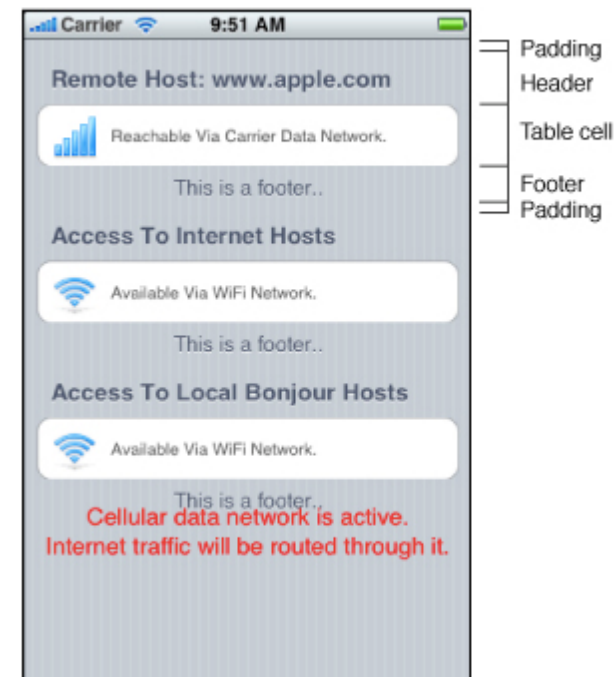 Carrier 9:51 AM
Padding
Remote Host: www.apple.com
Header
Reachable Via Carrier Data Network.
Table cell
This is a footer..
Footer
Padding
Access To Internet Hosts
Available Via WiFi Network.
This is a footer..
Access To Local Bonjour Hosts
Available Via WiFi Network.
This is a footer..
Cellular data network is active.
Internet traffic will be routed through it.